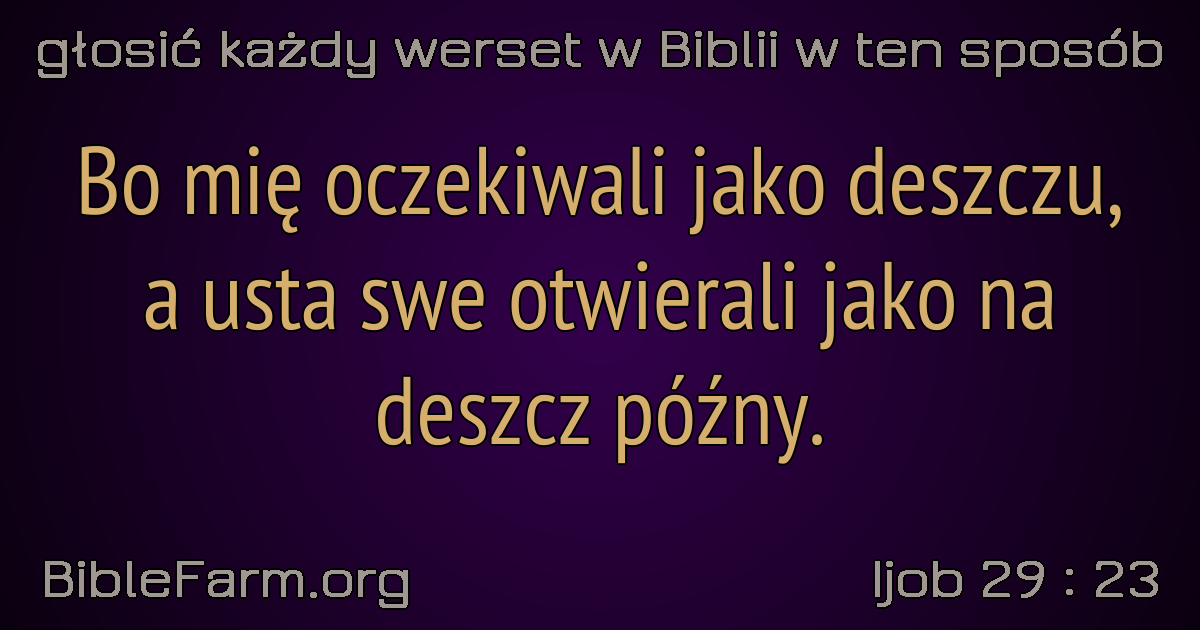 głosić każdy werset w Biblii w ten sposób
Bo mię oczekiwali jako deszczu,
a usta swe otwierali jako na
deszcz późny.
BibleFarm.org
Ijob 29 : 23